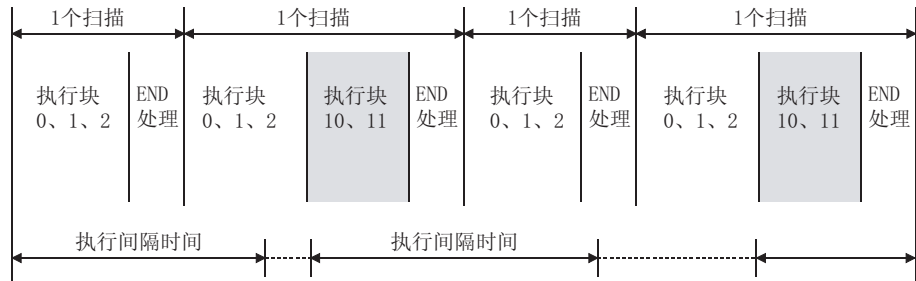 1个扫描
1个扫描
1个扫描
1个扫描
执行块
0、1、2
END
处理
执行块
0、1、2
执行块
10、11
END
处理
执行块
0、1、2
END
处理
执行块
0、1、2
执行块
10、11
END
处理
执行间隔时间
执行间隔时间